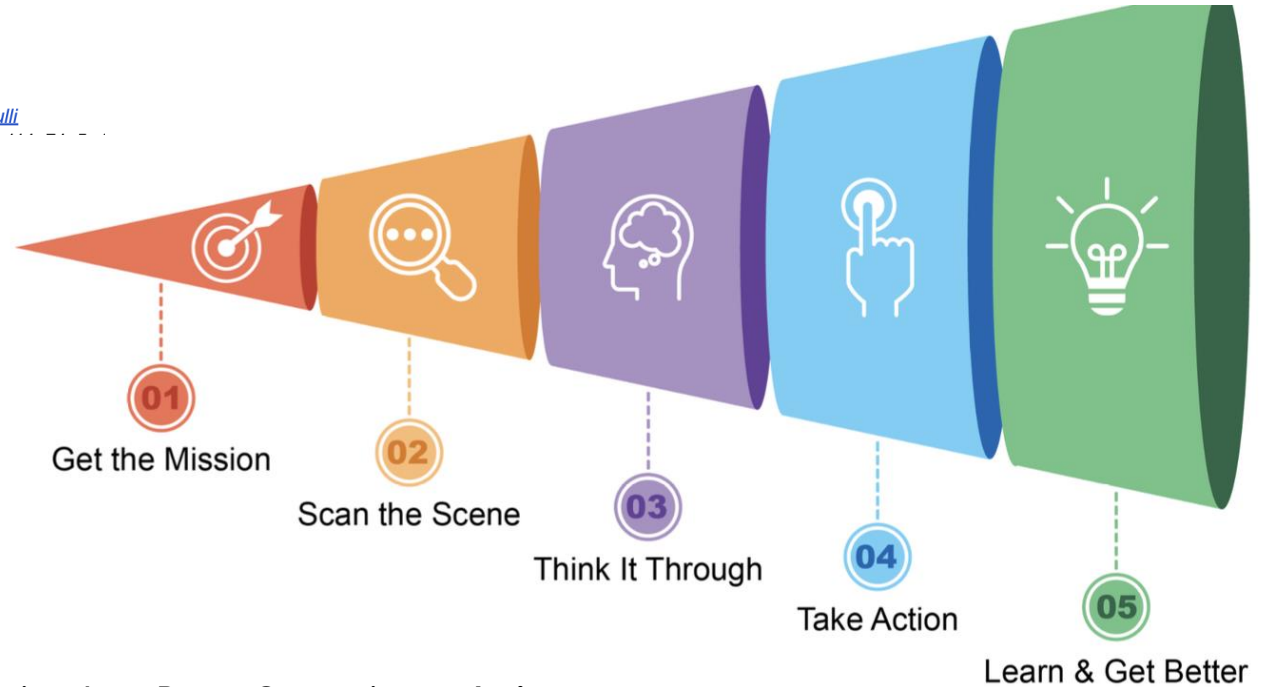 ulli
01
Get the Mission
02
Scan the Scene
03
Think It Through
04
Take Action
05
Learn & Get Better